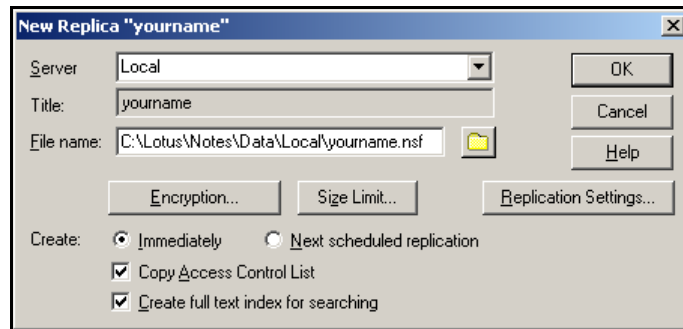 New Replica "yourname"
Server Local
OK
Title: yourname
Cancel
File name: C:\Lotus\Notes\Data\Local\yourname.nsf
Help
Encryption... Size Limit... Replication Settings...
Create: Immediately Next scheduled replication
Copy Access Control List
Create full text index for searching